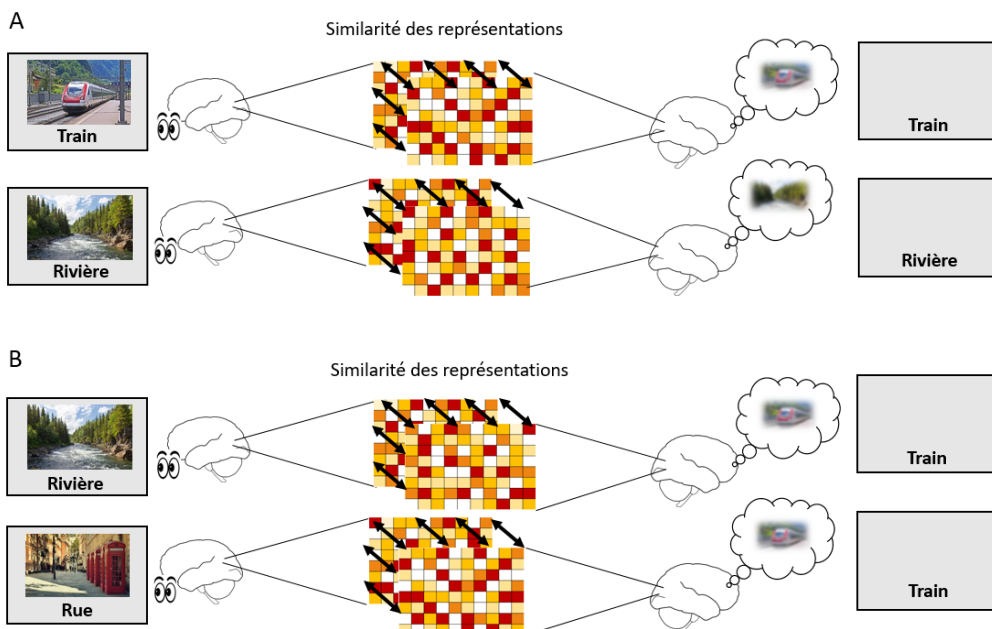 A
Similarité des représentations
Train
Train
Rivière
Rivière
B
Similarité des représentations
Rivière
Train
Rue
Train